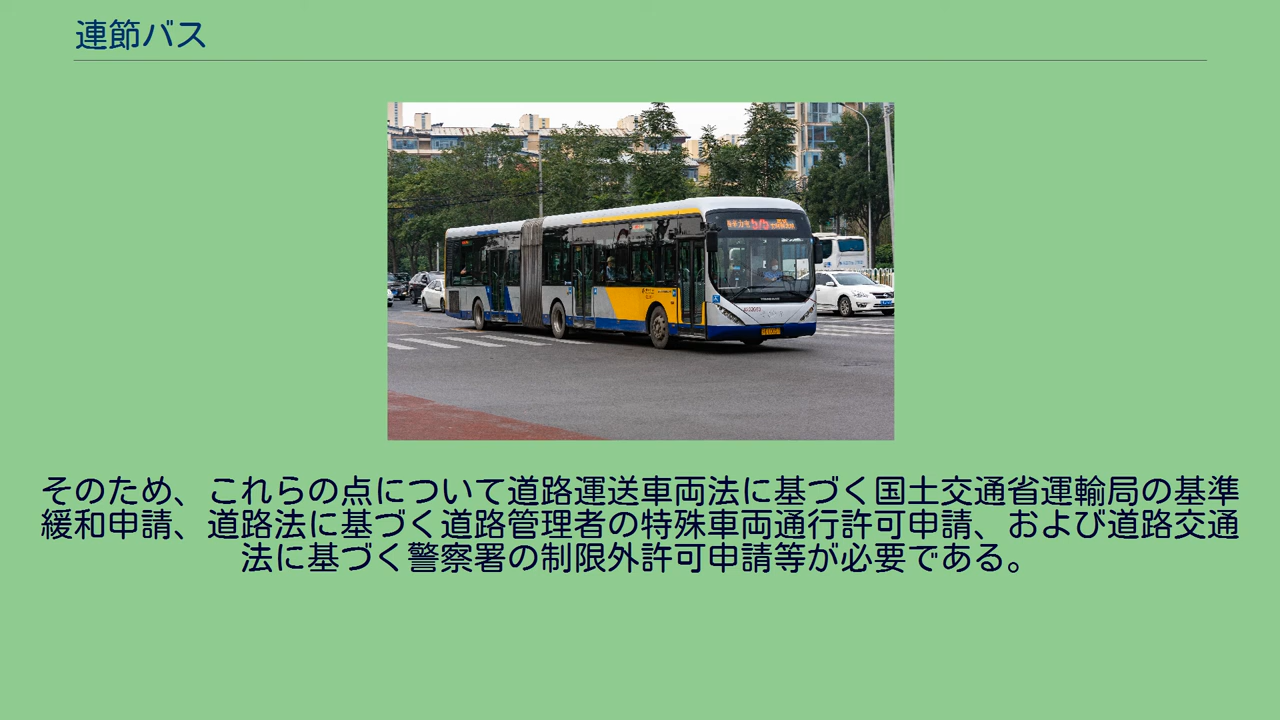 連節バス
575
そのため、これらの点について道路運送車両法に基づく国土交通省運輸局の基準
緩和申請、道路法に基づく道路管理者の特殊車両通行許可申請、および道路交通
法に基づく警察署の制限外許可申請等が必要である。